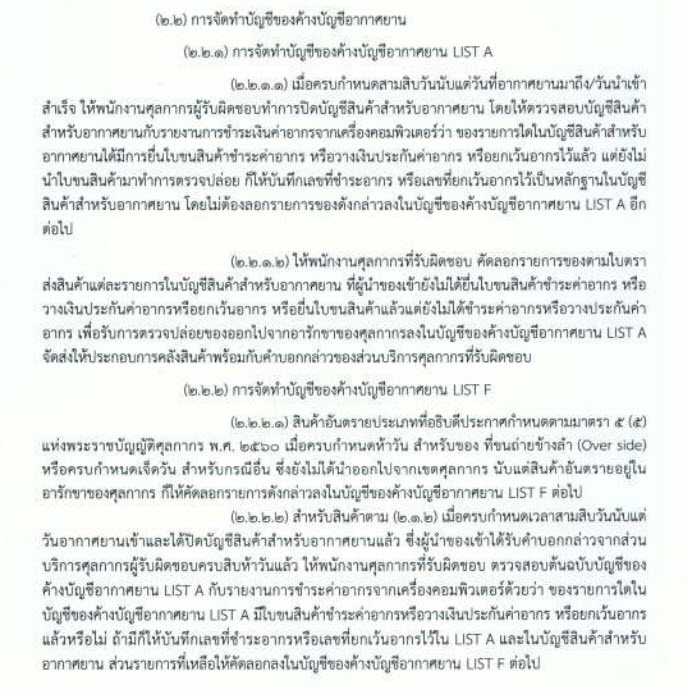 (๒.๒) การจัดทำบัญชีของค้างบัญชีอากาศยาน
(๒.๒.๑) การจัดทำบัญชีของค้างบัญชีอากาศยาน LIST A
(๒.๒.๑.๑) เมื่อครบกำหนดสามสิบวันนับแต่วันที่อากาศยานมาถึง/วันนำเข้า
สำเร็จ ให้พนักงานศุลกากรผู้รับผิดชอบทำการปิดบัญชีสินค้าสำหรับอากาศยาน โดยให้ตรวจสอบบัญชีสินค้า
สำหรับอากาศยานกับรายงานการชำระเงินค่าอากรจากเครื่องคอมพิวเตอร์ว่า ของรายการใดในบัญชีสินค้าสำหรับ
อากาศยานได้มีการยื่นใบขนสินค้าชำระค่าอากร หรือวางเงินประกันค่าอากร หรือยกเว้นอากรไว้แล้ว แต่ยังไม่
นำใบขนสินค้ามาทำการตรวจปล่อย ก็ให้บันทึกเลขที่ชำระอากร หรือเลขที่ยกเว้นอากรไว้เป็นหลักฐานในบัญชี
สินค้าสำหรับอากาศยาน โดยไม่ต้องลอกรายการของดังกล่าวลงในบัญชีของค้างบัญชีอากาศยาน LIST A อีก
ต่อไป
(๒.๒.๑.๒) ให้พนักงานศุลกากรที่รับผิดชอบ คัดลอกรายการของตามใบตรา
ส่งสินค้าแต่ละรายการในบัญชีสินค้าสำหรับอากาศยาน ที่ผู้นำของเข้ายังไม่ได้ยื่นใบขนสินค้าชำระค่าอากร หรือ
วางเงินประกันค่าอากรหรือยกเว้นอากร หรือยื่นใบขนสินค้าแล้วแต่ยังไม่ได้ชำระค่าอากรหรือวางประกันค่า
อากร เพื่อรับการตรวจปล่อยของออกไปจากอารักขาของศุลกากรลงในบัญชีของค้างบัญชีอากาศยาน LIST A
จัดส่งให้ประกอบการคลังสินค้าพร้อมกับคำบอกกล่าวของส่วนบริการศุลกากรที่รับผิดชอบ
(๒.๒.๒) การจัดทำบัญชีของค้างบัญชีอากาศยาน LIST F
(๒.๒.๒.๑) สินค้าอันตรายประเภทที่อธิบดีประกาศกำหนดตามมาตรา ๕ (๕)
แห่งพระราชบัญญัติศุลกากร พ.ศ. ๒๕๖๐ เมื่อครบกำหนดห้าวัน สำหรับของ ที่ขนถ่ายข้างลำ (Over side)
หรือครบกำหนดเจ็ดวัน สำหรับกรณีอื่น ซึ่งยังไม่ได้นำออกไปจากเขตศุลกากร นับแต่สินค้าอันตรายอยู่ใน
อารักขาของศุลกากร ก็ให้คัดลอกรายการดังกล่าวลงในบัญชีของค้างบัญชีอากาศยาน LIST F ต่อไป
(๒.๒.๒.๒) สำหรับสินค้าตาม (๒.๑.๒) เมื่อครบกำหนดเวลาสามสิบวันนับแต่
วันอากาศยานเข้าและได้ปิดบัญชีสินค้าสำหรับอากาศยานแล้ว ซึ่งผู้นำของเข้าได้รับคำบอกกล่าวจากส่วน
บริการศุลกากรผู้รับผิดชอบครบสิบห้าวันแล้ว ให้พนักงานศุลกากรที่รับผิดชอบ ตรวจสอบต้นฉบับบัญชีของ
ค้างบัญชีอากาศยาน LIST A กับรายงานการชำระค่าอากรจากเครื่องคอมพิวเตอร์ด้วยว่า ของรายการใดใน
บัญชีของค้างบัญชีอากาศยาน LIST A มีใบขนสินค้าชำระค่าอากรหรือวางเงินประกันค่าอากร หรือยกเว้นอากร
แล้วหรือไม่ ถ้ามีก็ให้บันทึกเลขที่ชำระอากรหรือเลขที่ยกเว้นอากรไว้ใน LIST A และในบัญชีสินค้าสำหรับ
อากาศยาน ส่วนรายการที่เหลือให้คัดลอกลงในบัญชีของค้างบัญชีอากาศยาน LIST F ต่อไป